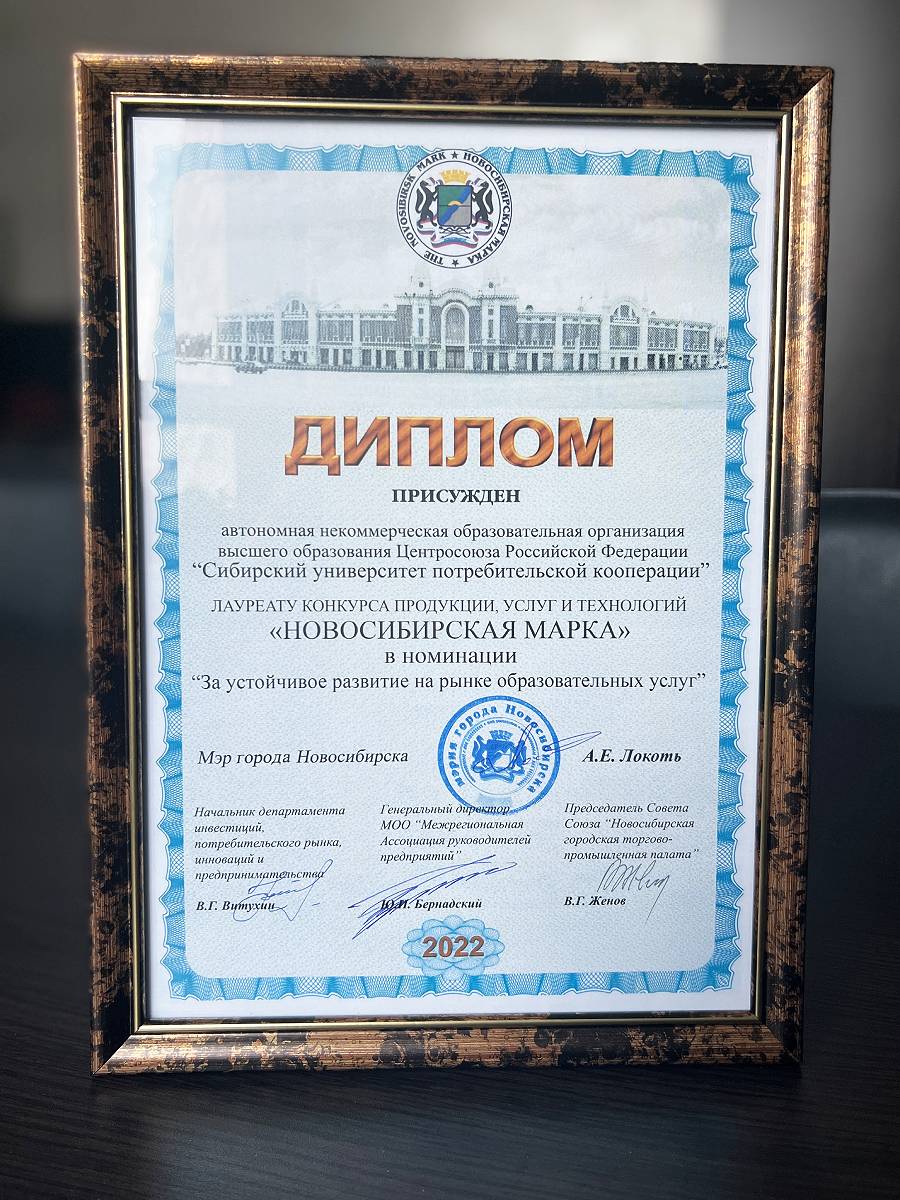 THE NOVOSIBIRSK MARK ★ НОВОСИБИРСКАЯ МАРКА ★
ДИПЛОМ
ПРИСУЖДЕН
автономная некоммерческая образовательная организация
высшего образования Центросоюза Российской Федерации
“Сибирский университет потребительской кооперации”
ЛАУРЕАТУ КОНКУРСА ПРОДУКЦИИ, УСЛУГ И ТЕХНОЛОГИЙ
«НОВОСИБИРСКАЯ МАРКА»
в номинации
“За устойчивое развитие на рынке образовательных услуг”
Мэр города Новосибирска
Мэрия города Новосибирска
А.Е. Локоть
Начальник департамента
инвестиций,
потребительского рынка,
инноваций и
предпринимательства
В.Г. Витухин
Генеральный директор
МОО “Межрегиональная
Ассоциация руководителей
предприятий”
Ю.И. Бернадский
Председатель Совета
Союза “Новосибирская
городская торгово-
промышленная палата”
В.Г. Женов
2022